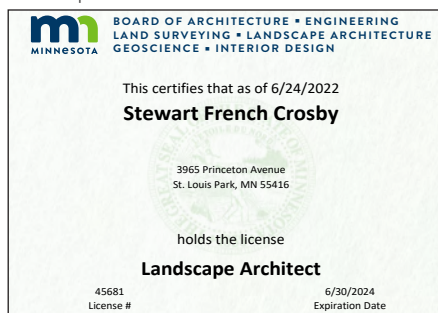 BOARD OF ARCHITECTURE ▪ ENGINEERING
LAND SURVEYING ▪ LANDSCAPE ARCHITECTURE
GEOSCIENCE ▪ INTERIOR DESIGN
mn
MINNESOTA
This certifies that as of 6/24/2022
Stewart French Crosby
3965 Princeton Avenue
St. Louis Park, MN 55416
holds the license
Landscape Architect
45681 6/30/2024
License # Expiration Date